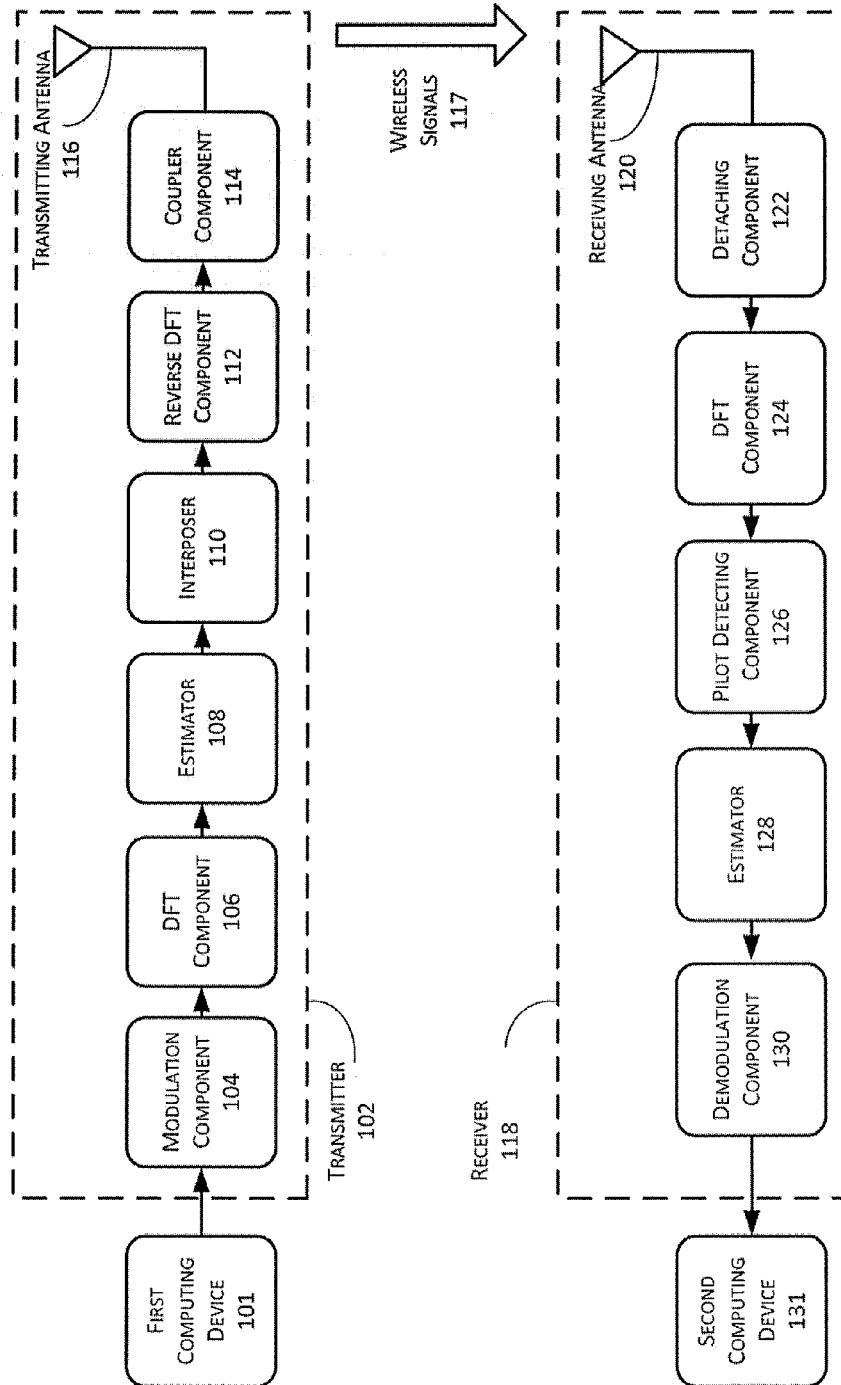 FIRST
COMPUTING
DEVICE
101
MODULATION
COMPONENT
104
DFT
COMPONENT
106
ESTIMATOR
108
INTERPOSER
110
REVERSE DFT
COMPONENT
112
COUPLER
COMPONENT
114
TRANSMITTING ANTENNA
116
TRANSMITTER
102
WIRELESS
SIGNALS
117
RECEIVER
118
RECEIVING ANTENNA
120
SECOND
COMPUTING
DEVICE
131
DEMODULATION
COMPONENT
130
ESTIMATOR
128
PILOT DETECTING
COMPONENT
126
DFT
COMPONENT
124
DETACHING
COMPONENT
122